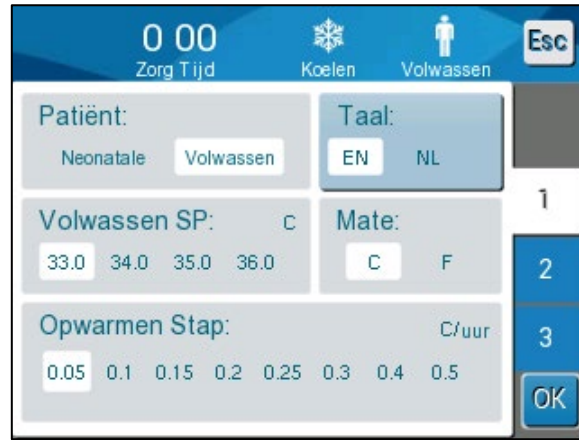 0 00
Zorg Tijd
Koelen
Volwassen
Esc
Patiënt:
Neonatale Volwassen
Taal:
EN NL
Volwassen SP: C
33.0 34.0 35.0 36.0
Mate:
C F
Opwarmen Stap: C/uur
0.05 0.1 0.15 0.2 0.25 0.3 0.4 0.5
1
2
3
OK